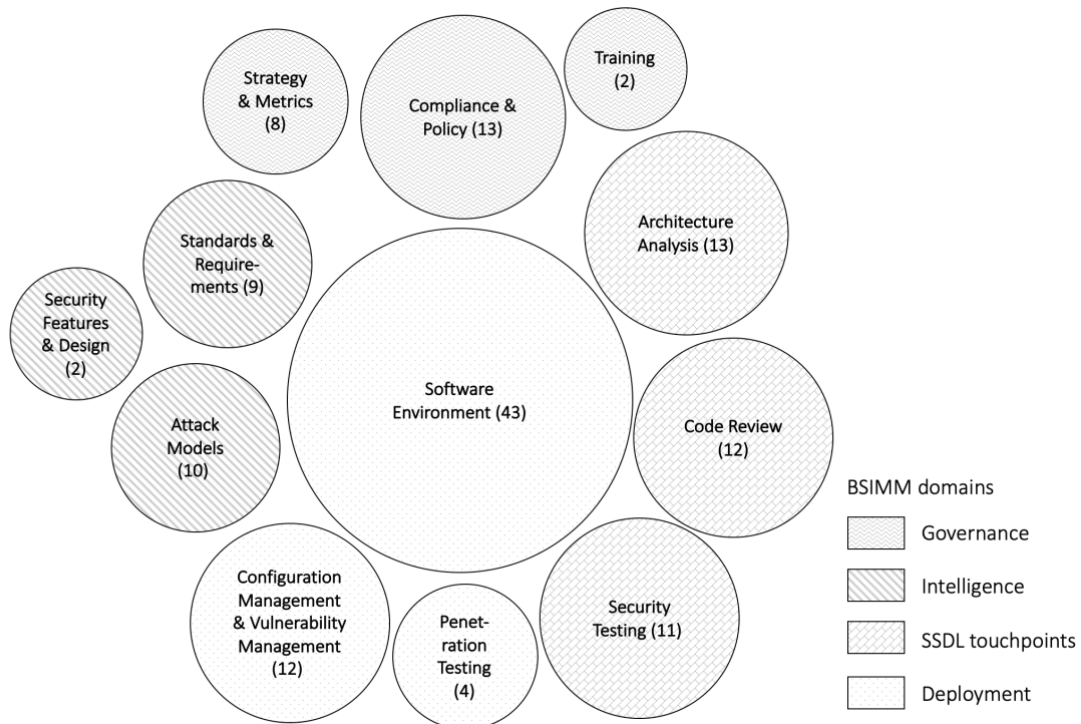 Strategy
& Metrics
(8)
Compliance &
Policy (13)
Training
(2)
Architecture
Analysis (13)
Standards &
Require-
ments (9)
Security
Features
& Design
(2)
Software
Environment (43)
Attack
Models
(10)
Code Review
(12)
Configuration
Management
& Vulnerability
Management
(12)
Penet-
ration
Testing
(4)
Security
Testing (11)
BSIMM domains
Governance
Intelligence
SSDL touchpoints
Deployment